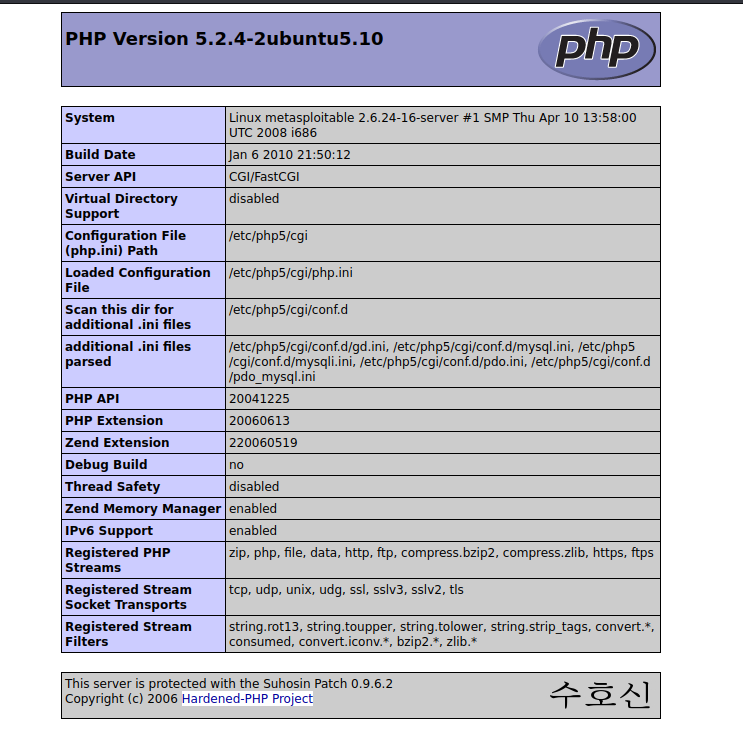 PHP Version 5.2.4-2ubuntu5.10
php
System
Linux metasploitable 2.6.24-16-server #1 SMP Thu Apr 10 13:58:00
UTC 2008 i686
Build Date
Jan 6 2010 21:50:12
Server API
CGI/FastCGI
Virtual Directory
Support
disabled
Configuration File
(php.ini) Path
/etc/php5/cgi
Loaded Configuration
File
/etc/php5/cgi/php.ini
Scan this dir for
additional .ini files
/etc/php5/cgi/conf.d
additional .ini files
parsed
/etc/php5/cgi/conf.d/gd.ini, /etc/php5/cgi/conf.d/mysql.ini, /etc/php5
/cgi/conf.d/mysqli.ini, /etc/php5/cgi/conf.d/pdo.ini, /etc/php5/cgi/conf.d
/pdo_mysql.ini
PHP API
20041225
PHP Extension
20060613
Zend Extension
220060519
Debug Build
no
Thread Safety
disabled
Zend Memory Manager
enabled
IPv6 Support
enabled
Registered PHP
Streams
zip, php, file, data, http, ftp, compress.bzip2, compress.zlib, https, ftps
Registered Stream
Socket Transports
tcp, udp, unix, udg, ssl, sslv3, sslv2, tls
Registered Stream
Filters
string.rot13, string.toupper, string.tolower, string.strip_tags, convert.*,
consumed, convert.iconv.*, bzip2.*, zlib.*
This server is protected with the Suhosin Patch 0.9.6.2
Copyright (c) 2006 Hardened-PHP Project
수호신